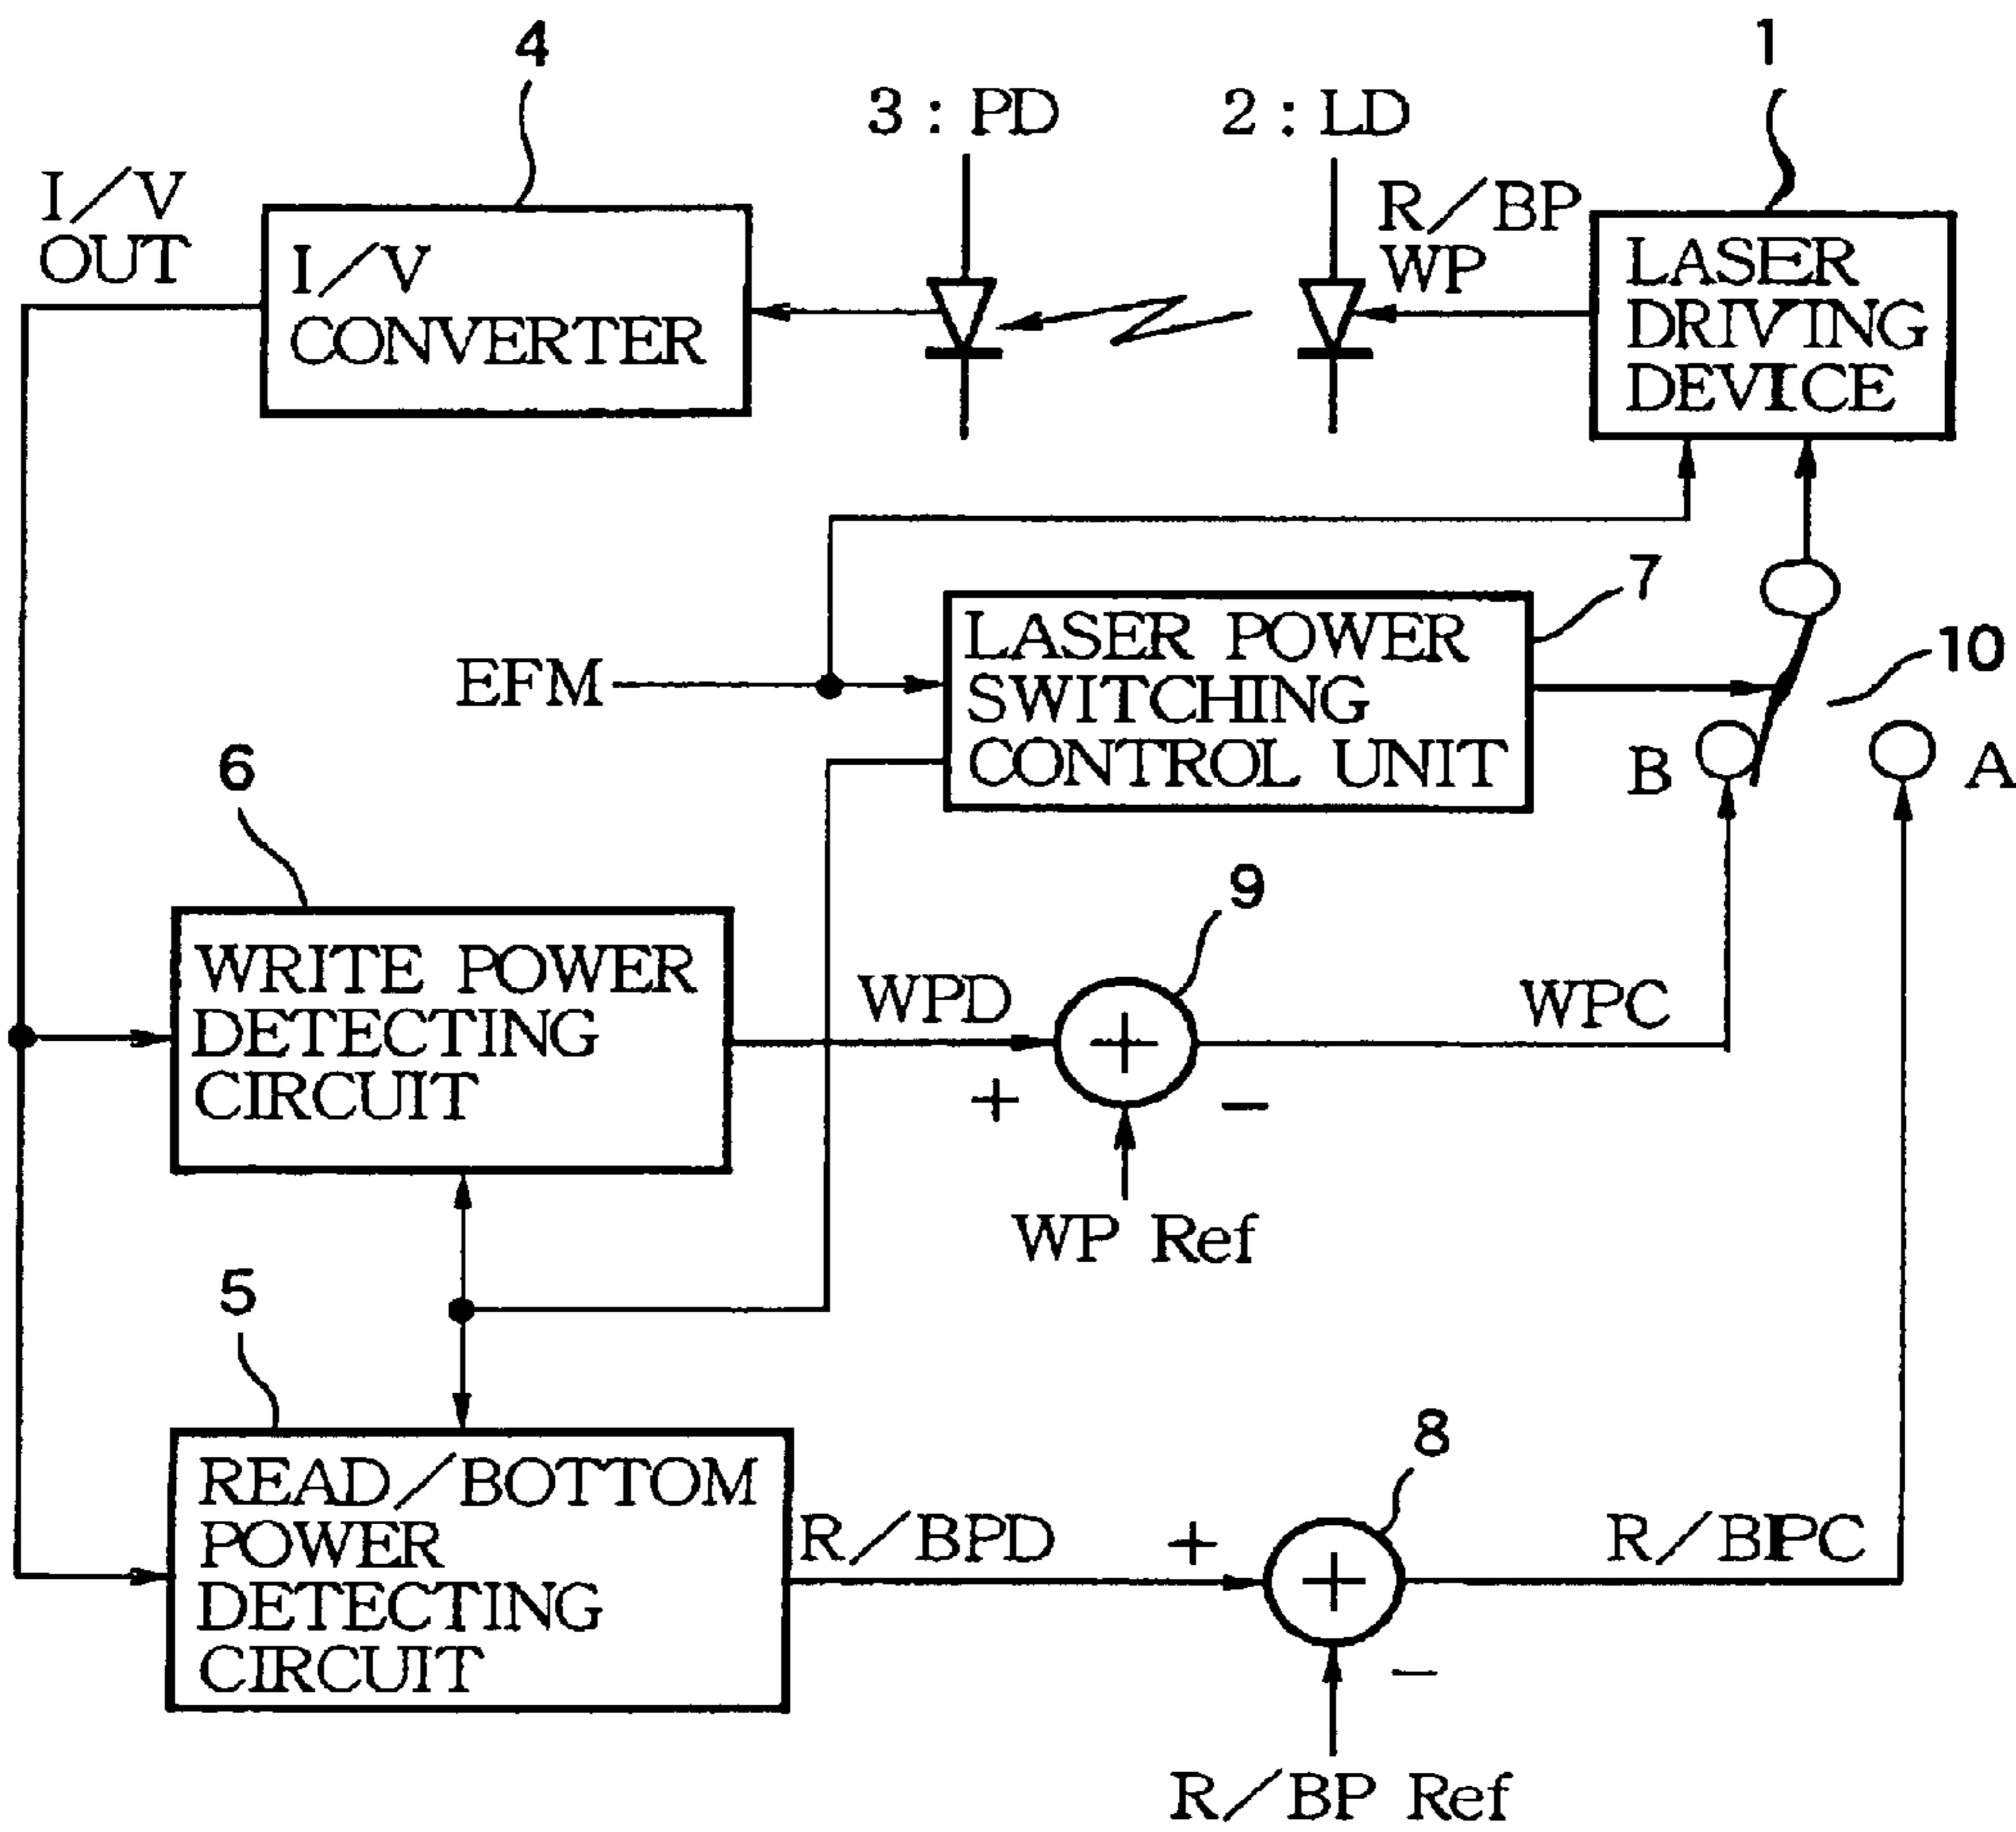 4
1
3 : PD
2 : LD
I/V
OUT
I/V
CONVERTER
R/BP
WP
LASER
DRIVING
DEVICE
7
10
EFM
LASER POWER
SWITCHING
CONTROL UNIT
B
A
6
9
WRITE POWER
DETECTING
CIRCUIT
WPD
+
+
−
WPC
WP Ref
5
8
READ/BOTTOM
POWER
DETECTING
CIRCUIT
R/BPD
+
+
−
R/BPC
R/BP Ref